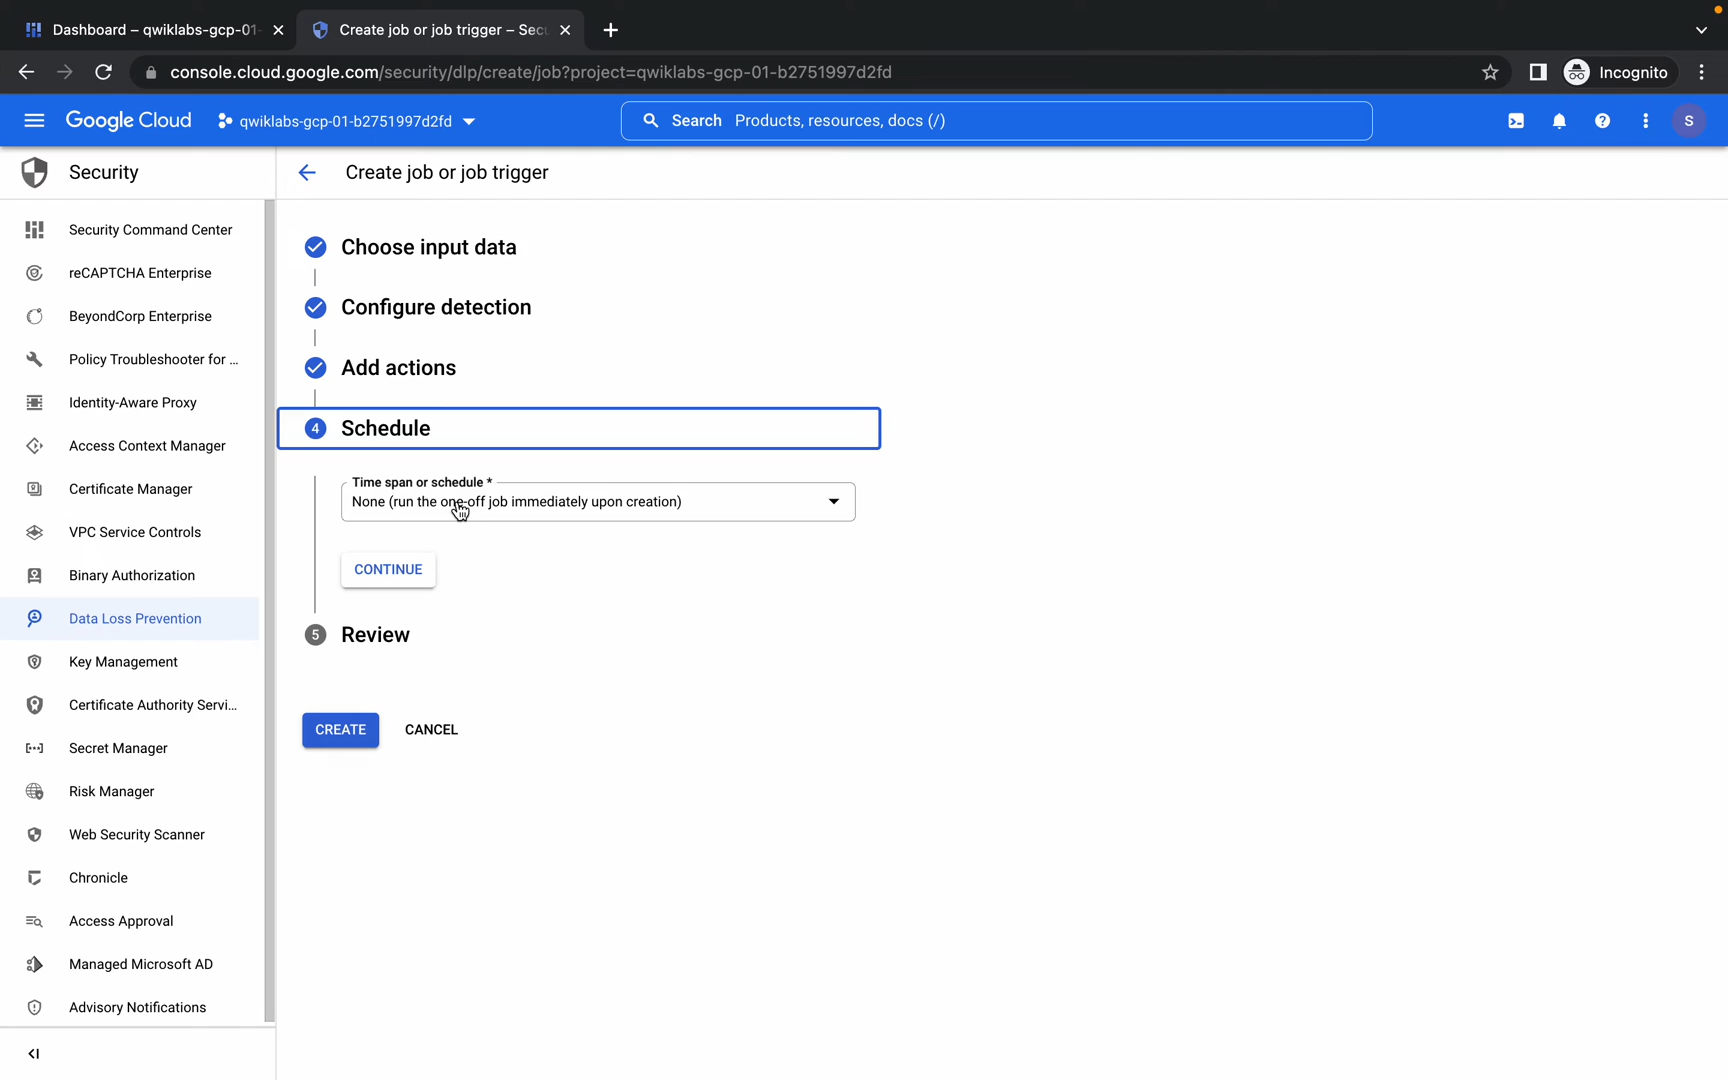 Dashboard – qwiklabs-gcp-01-
Create job or job trigger – Secu
console.cloud.google.com/security/dlp/create/job?project=qwiklabs-gcp-01-b2751997d2fd
Incognito
Google Cloud
qwiklabs-gcp-01-b2751997d2fd
Search Products, resources, docs (/)
S
Security
Create job or job trigger
Security Command Center
reCAPTCHA Enterprise
BeyondCorp Enterprise
Policy Troubleshooter for ...
Identity-Aware Proxy
Access Context Manager
Certificate Manager
VPC Service Controls
Binary Authorization
Data Loss Prevention
Key Management
Certificate Authority Servi...
Secret Manager
Risk Manager
Web Security Scanner
Chronicle
Access Approval
Managed Microsoft AD
Advisory Notifications
Choose input data
Configure detection
Add actions
4 Schedule
Time span or schedule *
None (run the one-off job immediately upon creation)
CONTINUE
5 Review
CREATE
CANCEL